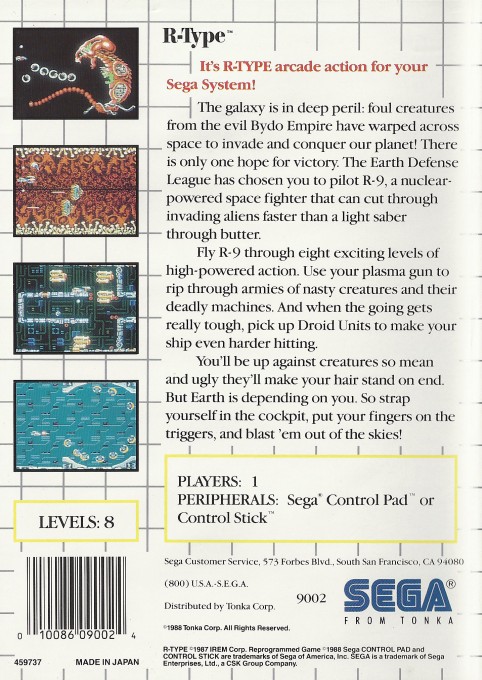 R-Type™
It's R-TYPE arcade action for your
Sega System!
The galaxy is in deep peril: foul creatures
from the evil Bydo Empire have warped across
space to invade and conquer our planet! There
is only one hope for victory. The Earth Defense
League has chosen you to pilot R-9, a nuclear-
powered space fighter that can cut through
invading aliens faster than a light saber
through butter.
Fly R-9 through eight exciting levels of
high-powered action. Use your plasma gun to
rip through armies of nasty creatures and their
deadly machines. And when the going gets
really tough, pick up Droid Units to make your
ship even harder hitting.
You'll be up against creatures so mean
and ugly they'll make your hair stand on end.
But Earth is depending on you. So strap
yourself in the cockpit, put your fingers on the
triggers, and blast 'em out of the skies!
PLAYERS: 1
PERIPHERALS: Sega® Control Pad™ or
Control Stick™
LEVELS: 8
Sega Customer Service, 573 Forbes Blvd., South San Francisco, CA 94080
(800) U.S.A.-S.E.G.A.
Distributed by Tonka Corp.
9002
SEGA®
FROM TONKA
©1988 Tonka Corp. All Rights Reserved.
0 10086 09002 4
459737
MADE IN JAPAN
R-TYPE ©1987 IREM Corp. Reprogrammed Game ©1988 Sega CONTROL PAD and
CONTROL STICK are trademarks of Sega of America, Inc. SEGA is a trademark of Sega
Enterprises, Ltd., a CSK Group Company.